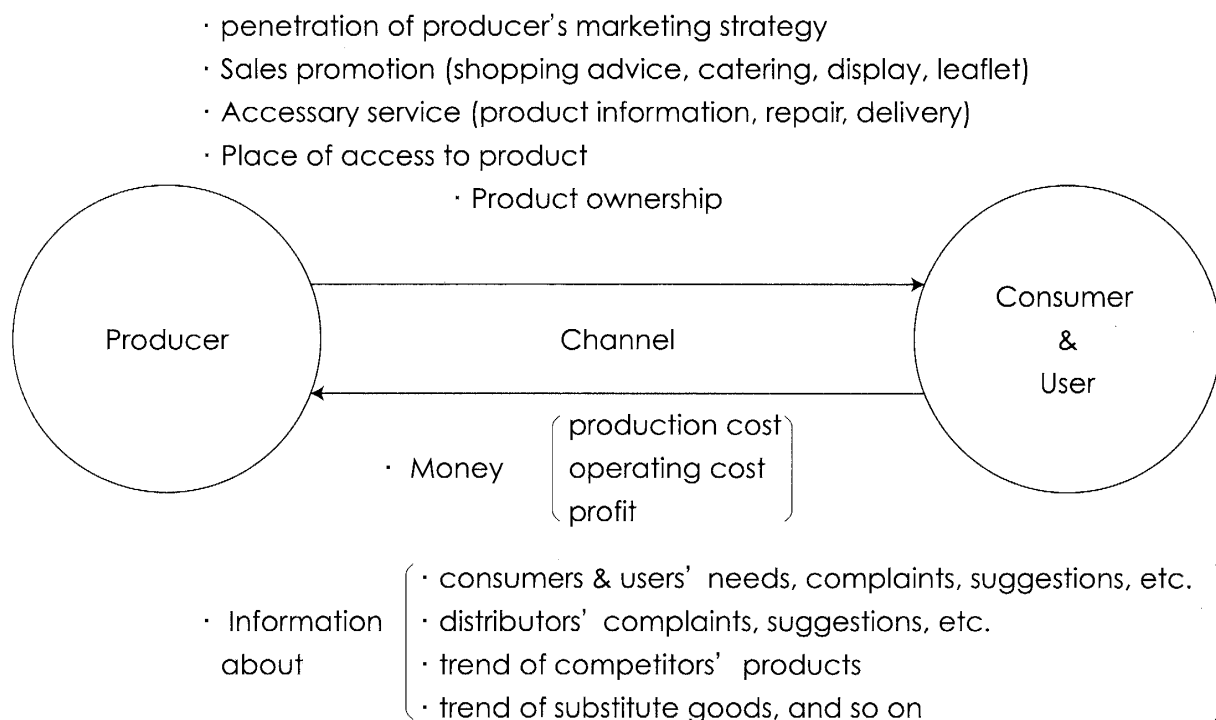 · penetration of producer's marketing strategy
· Sales promotion (shopping advice, catering, display, leaflet)
· Accessary service (product information, repair, delivery)
· Place of access to product
· Product ownership
Producer
Channel
Consumer
&
User
· Money
production cost
operating cost
profit
· Information
about
· consumers & users' needs, complaints, suggestions, etc.
· distributors' complaints, suggestions, etc.
· trend of competitors' products
· trend of substitute goods, and so on